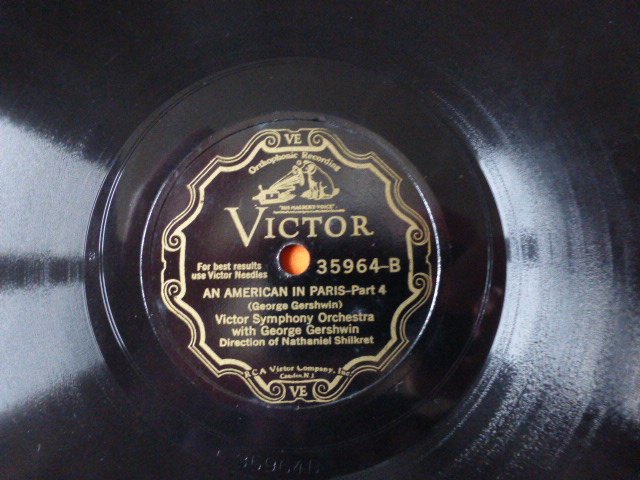 VE
Orthophonic Recording
"HIS MASTER'S VOICE"
VICTOR
For best results
use Victor Needles
35964-B
AN AMERICAN IN PARIS-Part 4
(George Gershwin)
Victor Symphony Orchestra
with George Gershwin
Direction of Nathaniel Shilkret
R.C.A Victor Company, Inc.
Camden, N.J.
VE